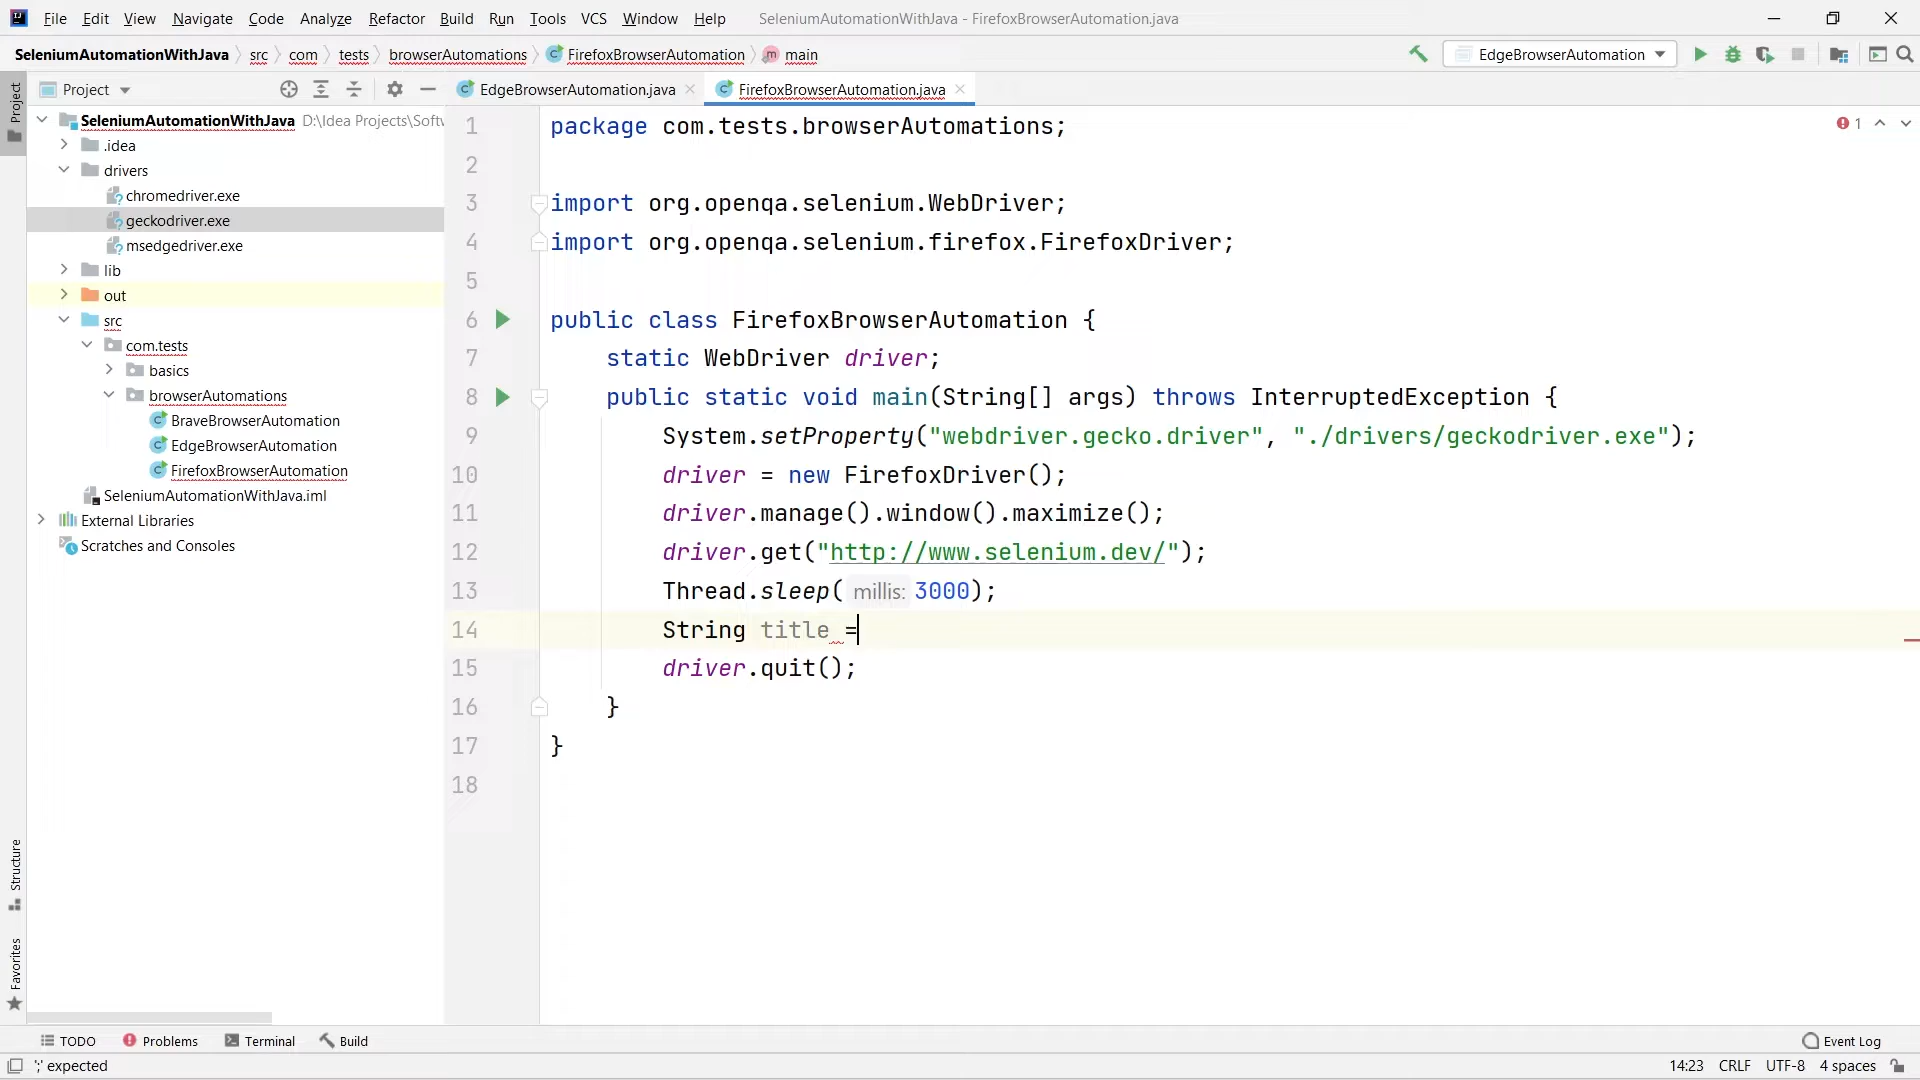 File Edit View Navigate Code Analyze Refactor Build Run Tools VCS Window Help SeleniumAutomationWithJava - FirefoxBrowserAutomation.java
SeleniumAutomationWithJava src com tests browserAutomations FirefoxBrowserAutomation main EdgeBrowserAutomation
Project
Project
EdgeBrowserAutomation.java
FirefoxBrowserAutomation.java
SeleniumAutomationWithJava D:\Idea Projects\Softw
.idea
drivers
chromedriver.exe
geckodriver.exe
msedgedriver.exe
lib
out
src
com.tests
basics
browserAutomations
BraveBrowserAutomation
EdgeBrowserAutomation
FirefoxBrowserAutomation
SeleniumAutomationWithJava.iml
External Libraries
Scratches and Consoles
1 package com.tests.browserAutomations;
1
2
3 import org.openqa.selenium.WebDriver;
4 import org.openqa.selenium.firefox.FirefoxDriver;
5
6 public class FirefoxBrowserAutomation {
7 static WebDriver driver;
8 public static void main(String[] args) throws InterruptedException {
9 System.setProperty("webdriver.gecko.driver", "./drivers/geckodriver.exe");
10 driver = new FirefoxDriver();
11 driver.manage().window().maximize();
12 driver.get("http://www.selenium.dev/");
13 Thread.sleep( millis: 3000);
14 String title =
15 driver.quit();
16 }
17 }
18
Structure
Favorites
TODO Problems Terminal Build Event Log
';' expected 14:23 CRLF UTF-8 4 spaces